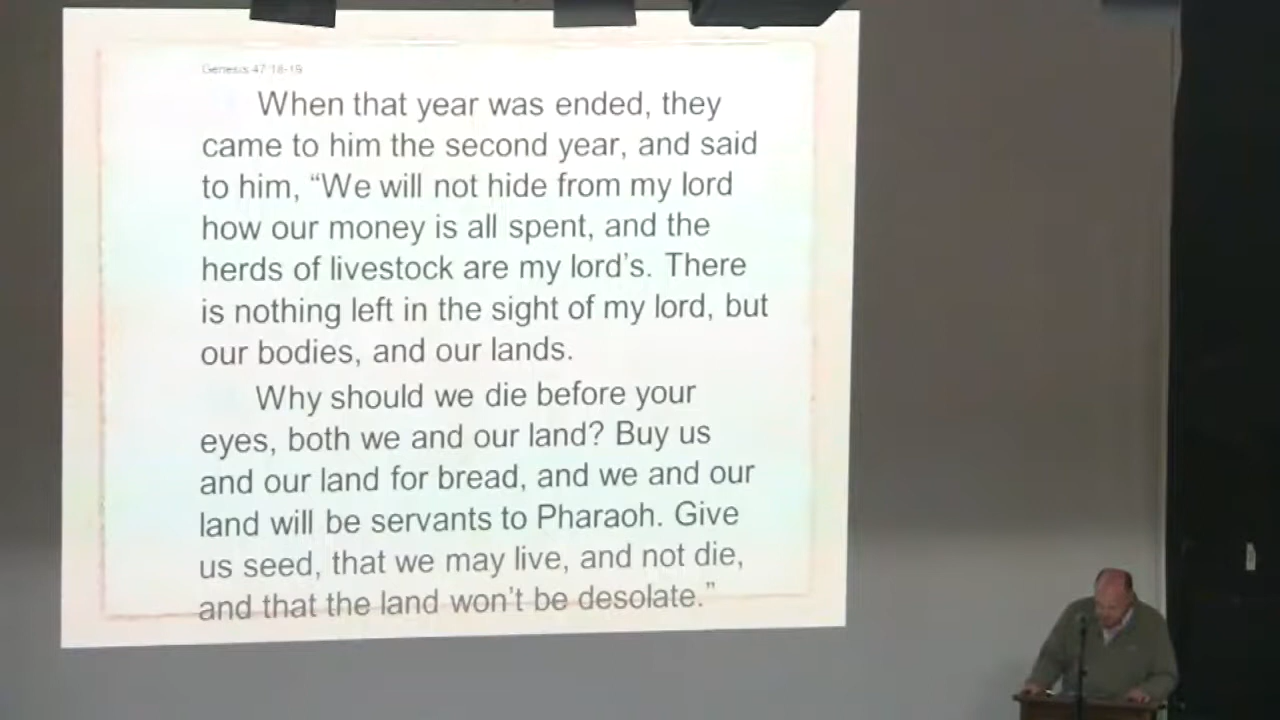 Genesis 47:18-19
When that year was ended, they
came to him the second year, and said
to him, “We will not hide from my lord
how our money is all spent, and the
herds of livestock are my lord’s. There
is nothing left in the sight of my lord, but
our bodies, and our lands.
Why should we die before your
eyes, both we and our land? Buy us
and our land for bread, and we and our
land will be servants to Pharaoh. Give
us seed, that we may live, and not die,
and that the land won’t be desolate.”